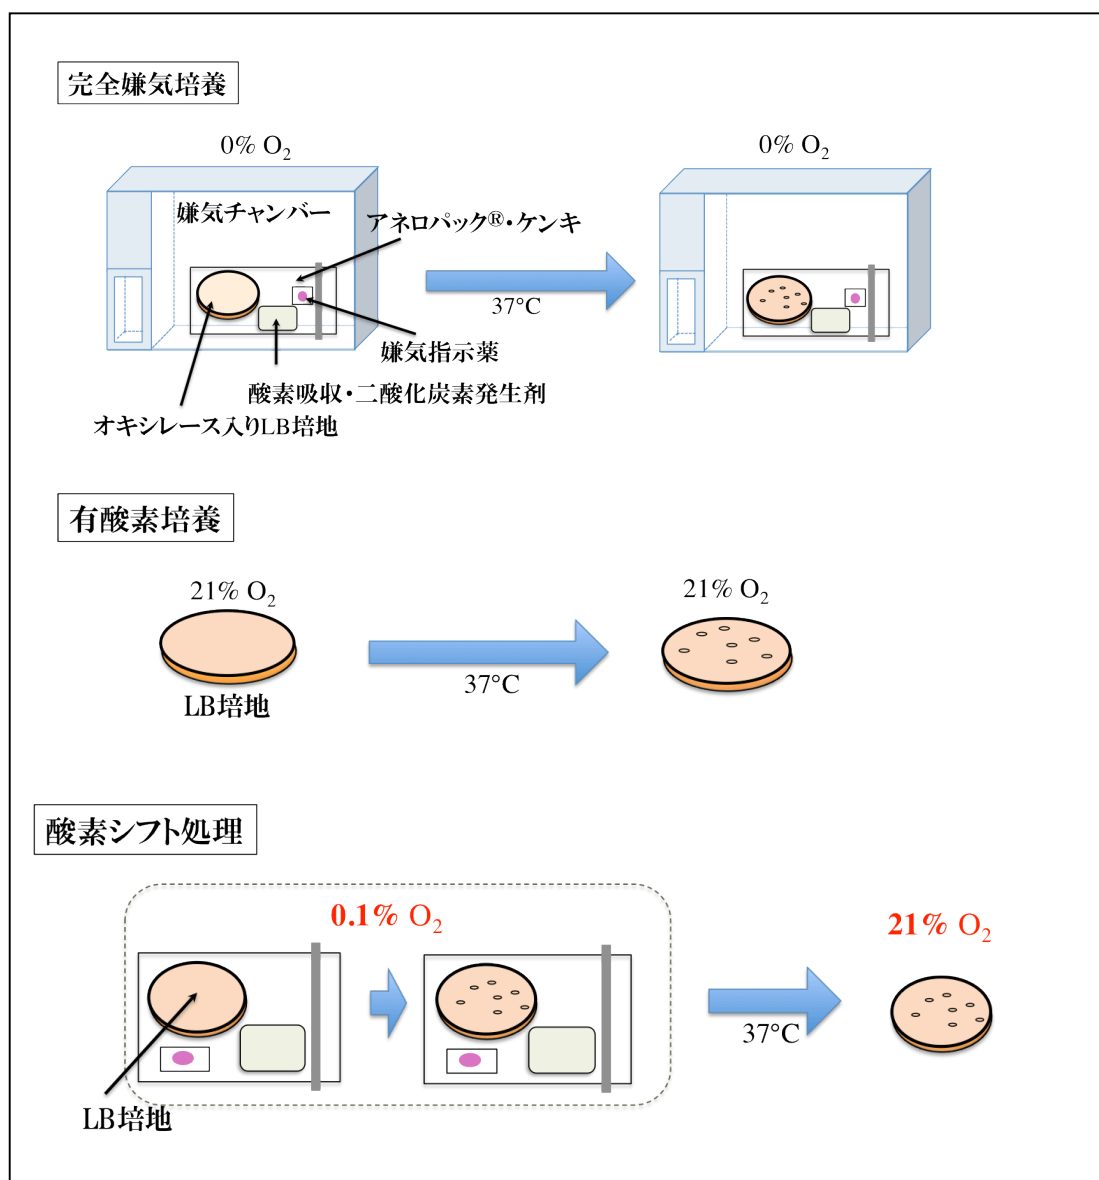 完全嫌気培養
0% O₂
0% O₂
嫌気チャンバー
アネロパック®・ケンキ
37°C
嫌気指示薬
酸素吸収・二酸化炭素発生剤
オキシレース入りLB培地
有酸素培養
21% O₂
21% O₂
37°C
LB培地
酸素シフト処理
0.1% O₂
21% O₂
37°C
LB培地